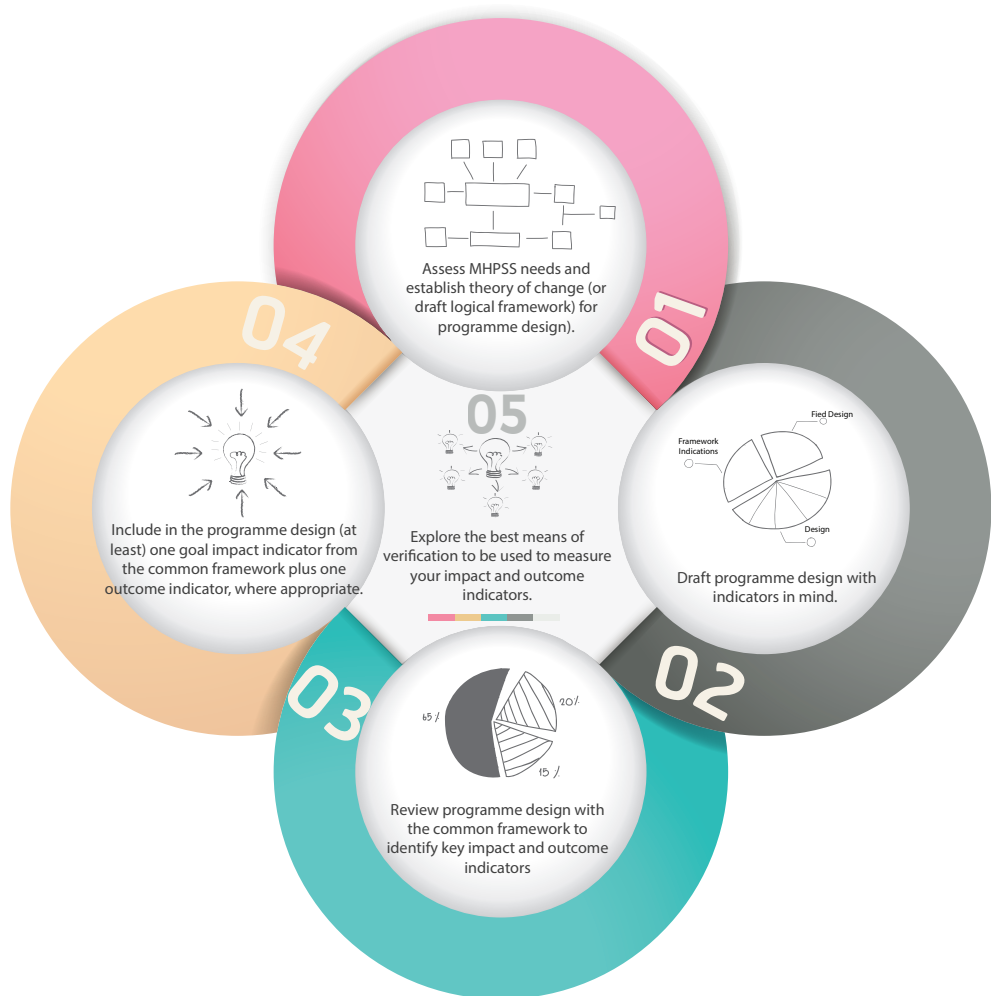 01
Assess MHPSS needs and
establish theory of change (or
draft logical framework) for
programme design).
02
Fied Design
Framework
Indications
Design
Draft programme design with
indicators in mind.
03
65 %
20%
15 %
Review programme design with
the common framework to
identify key impact and outcome
indicators
04
Include in the programme design (at
least) one goal impact indicator from
the common framework plus one
outcome indicator, where appropriate.
05
Explore the best means of
verification to be used to measure
your impact and outcome
indicators.